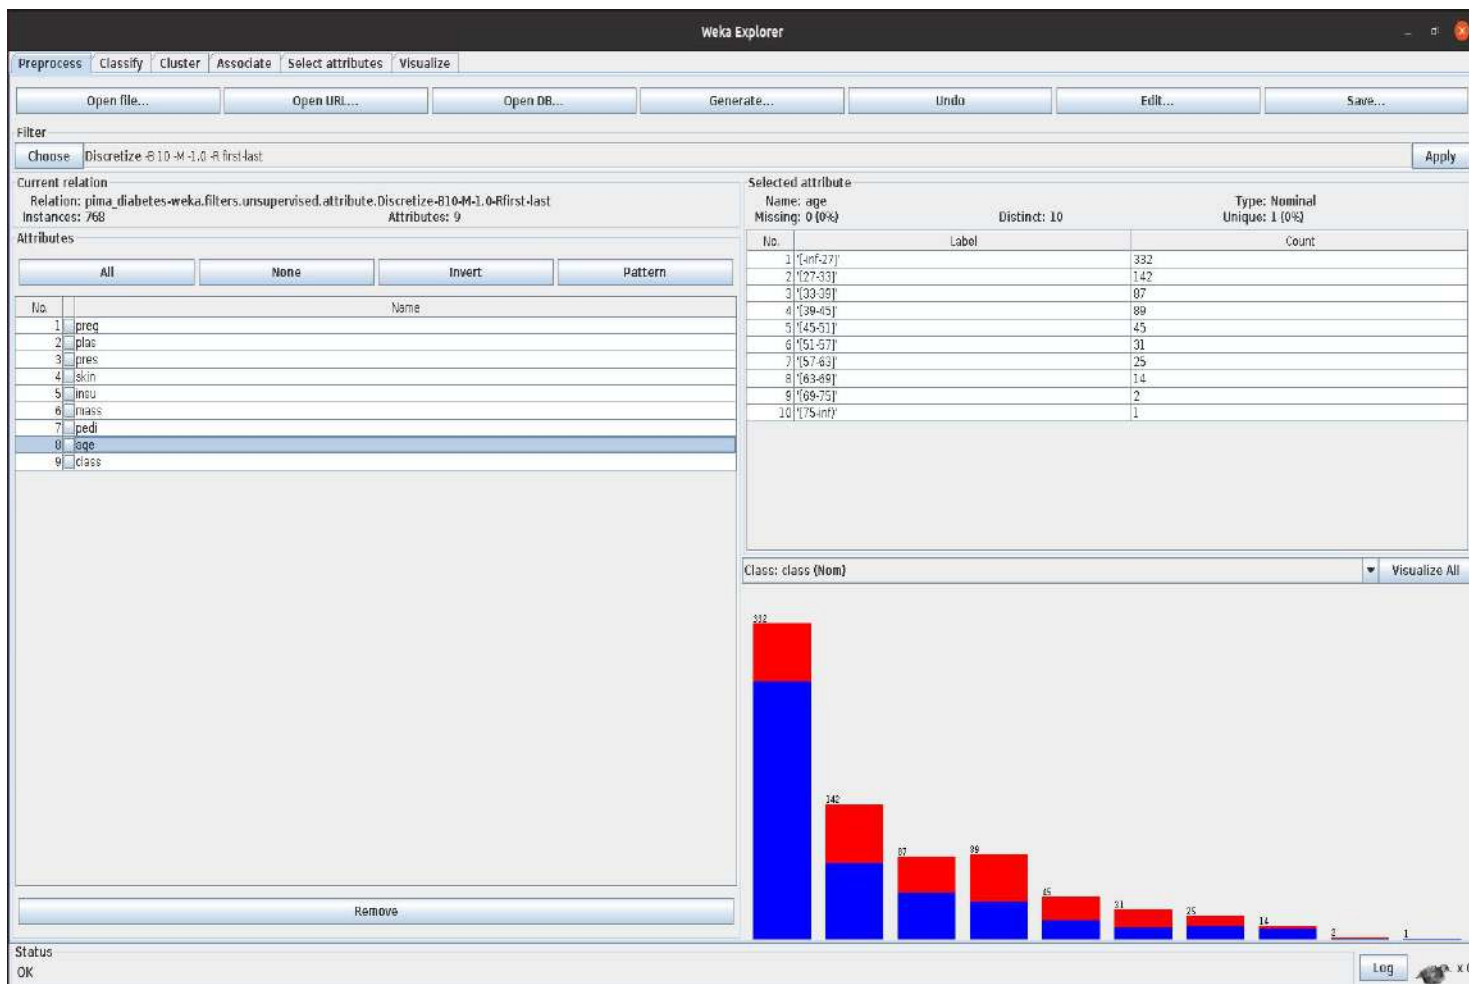 Weka Explorer
Preprocess Classify Cluster Associate Select attributes Visualize
Open file... Open URL... Open DB... Generate... Undo Edit... Save...
Filter
Choose Discretize -B 10 -M -1.0 -R first-last Apply
Current relation
Relation: pima_diabetes-weka.filters.unsupervised.attribute.Discretize-B10-M-1.0-Rfirst-last
Instances: 768 Attributes: 9
Attributes
All None Invert Pattern
No. Name
1 preg
2 plas
3 pres
4 skin
5 insu
6 mass
7 pedi
8 age
9 class
Remove
Selected attribute
Name: age Type: Nominal
Missing: 0 (0%) Distinct: 10 Unique: 1 (0%)
No. Label Count
1 '[-inf-27]' 332
2 '[27-33]' 142
3 '[33-39]' 87
4 '[39-45]' 89
5 '[45-51]' 45
6 '[51-57]' 31
7 '[57-63]' 25
8 '[63-69]' 14
9 '[69-75]' 2
10 '[75-inf)' 1
Class: class (Nom) Visualize All
332
142
87
89
45
31
25
14
2
1
Status
OK
Log x 0